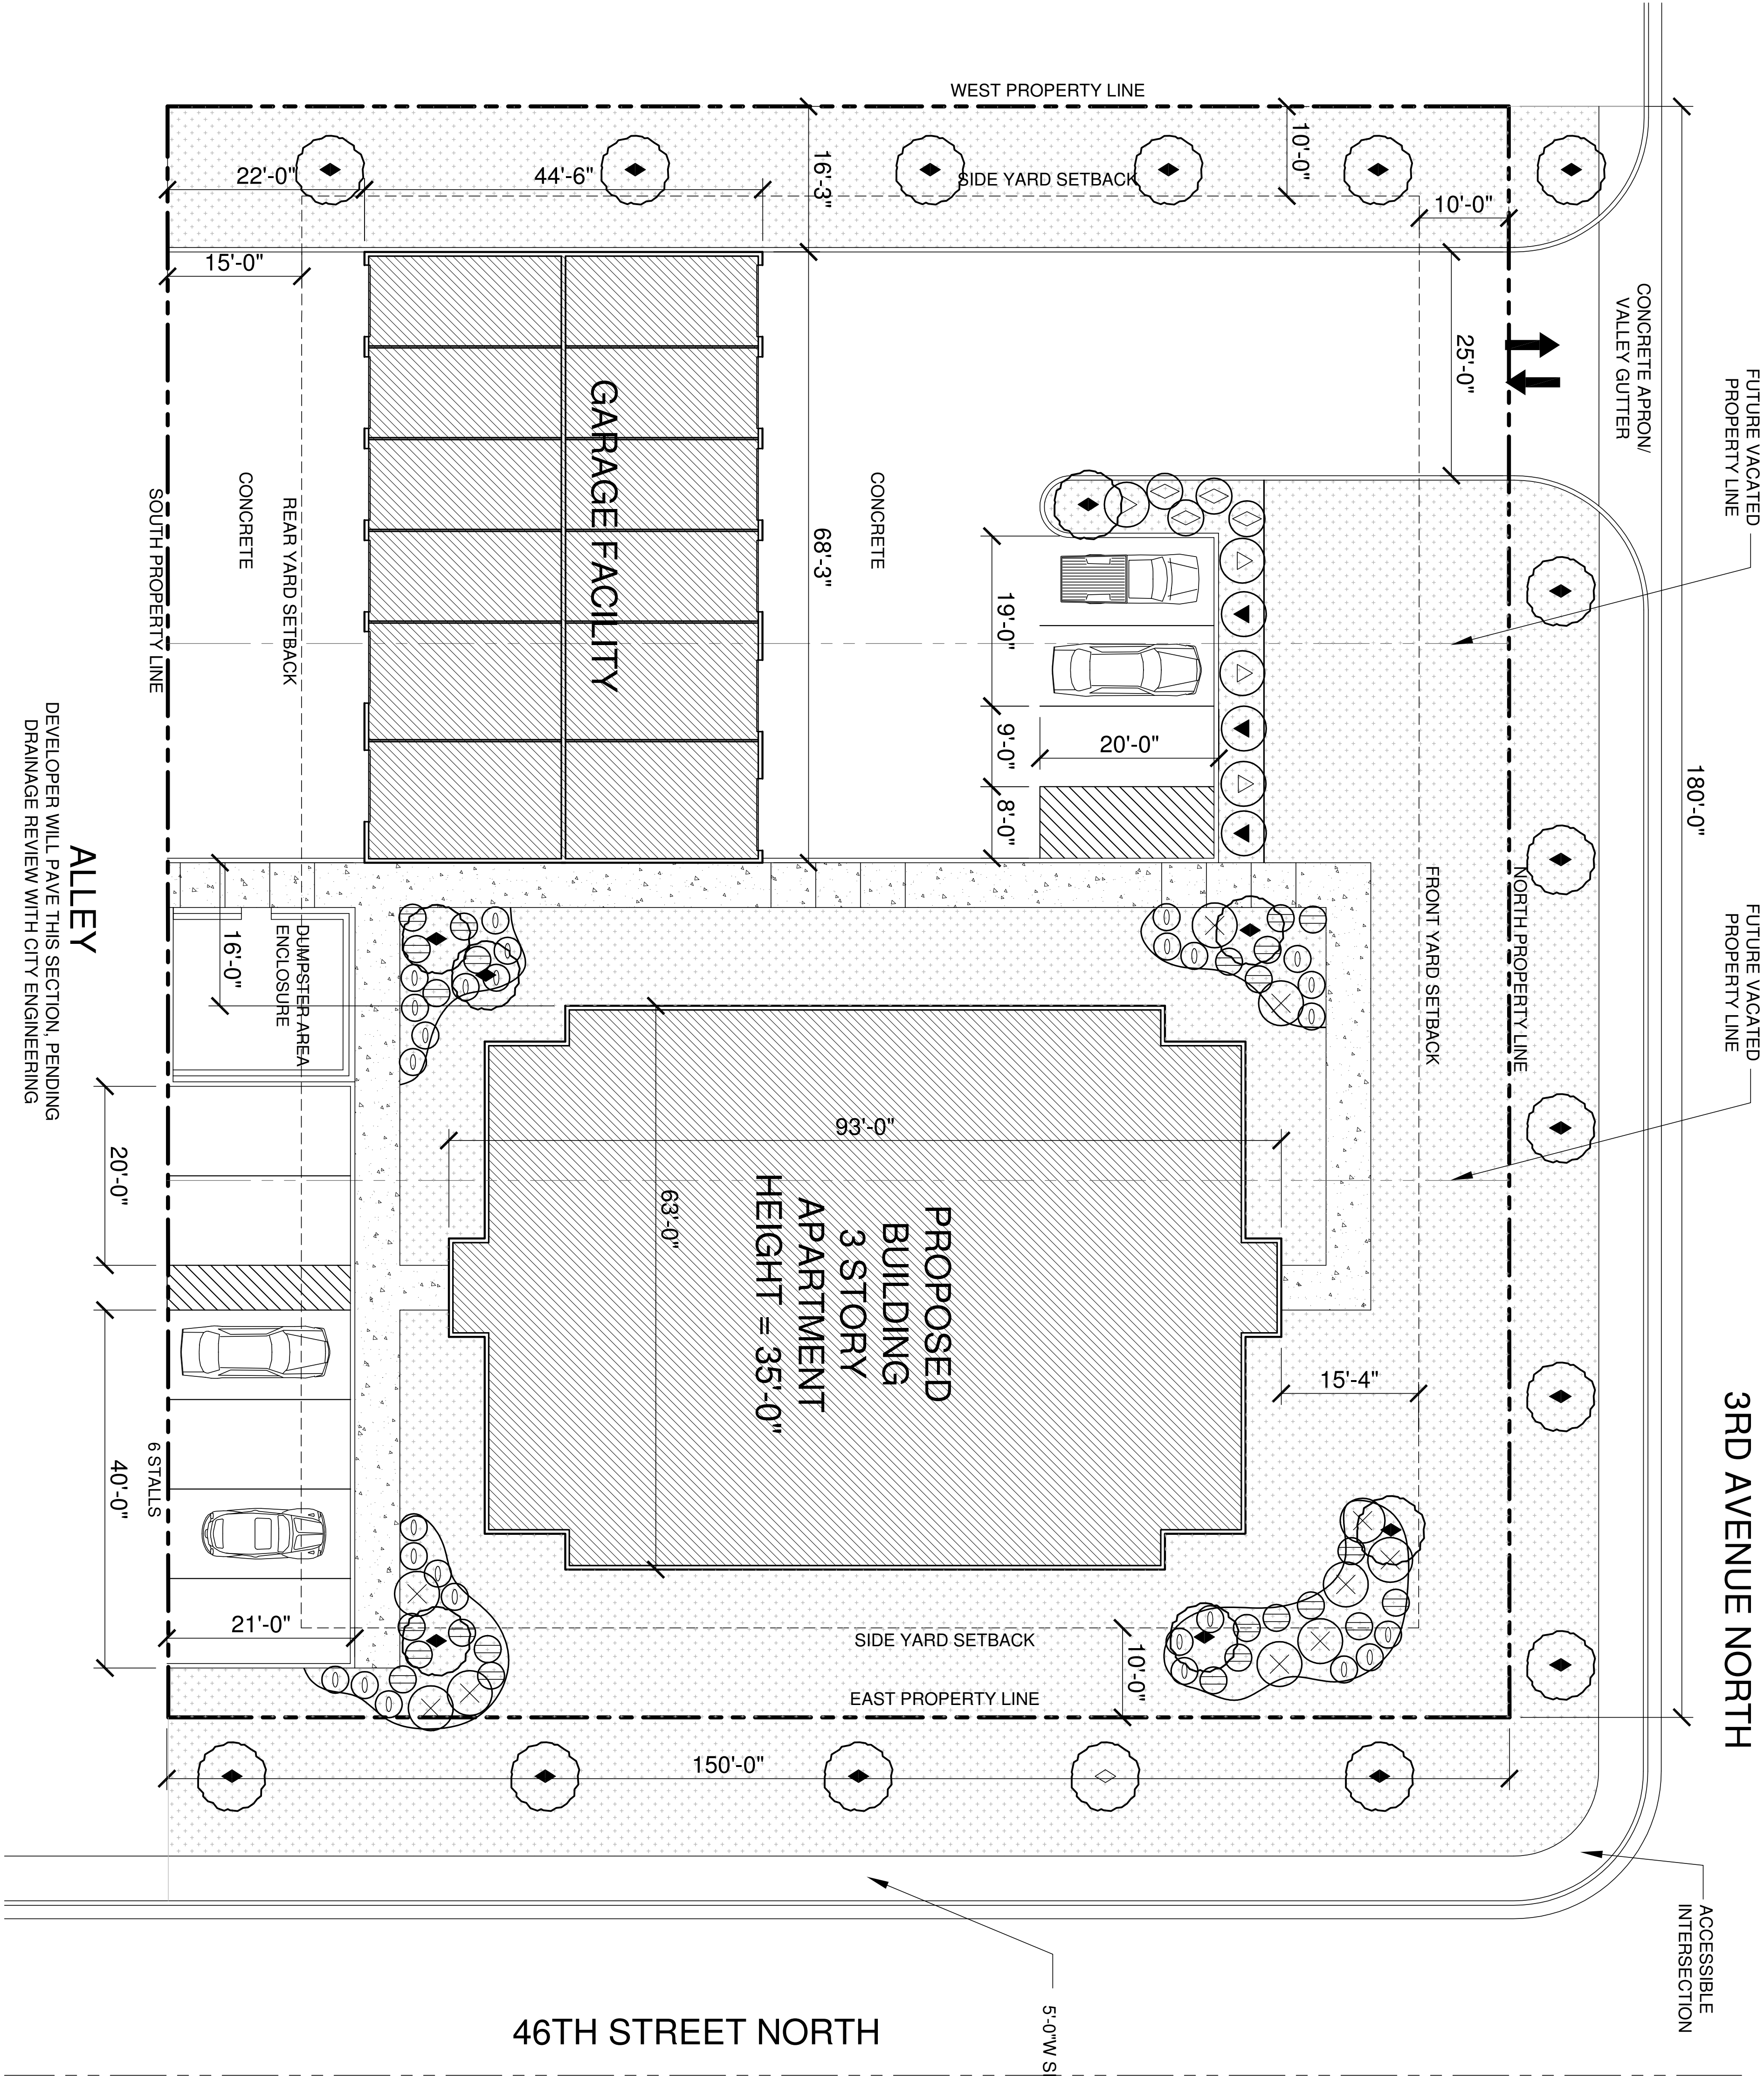 WEST PROPERTY LINE
10'-0"
16'-3"
22'-0"
44'-6"
SIDE YARD SETBACK
10'-0"
15'-0"
25'-0"
CONCRETE APRON/
VALLEY GUTTER
FUTURE VACATED
PROPERTY LINE
180'-0"
FUTURE VACATED
PROPERTY LINE
3RD AVENUE NORTH
GARAGE FACILITY
68'-3"
CONCRETE
CONCRETE
REAR YARD SETBACK
SOUTH PROPERTY LINE
19'-0"
9'-0"
8'-0"
20'-0"
FRONT YARD SETBACK
NORTH PROPERTY LINE
ALLEY
DEVELOPER WILL PAVE THIS SECTION, PENDING
DRAINAGE REVIEW WITH CITY ENGINEERING
16'-0"
DUMPSTER AREA
ENCLOSURE
93'-0"
63'-0"
PROPOSED
BUILDING
3 STORY
APARTMENT
HEIGHT = 35'-0"
15'-4"
20'-0"
40'-0"
6 STALLS
21'-0"
SIDE YARD SETBACK
10'-0"
EAST PROPERTY LINE
150'-0"
ACCESSIBLE
INTERSECTION
5'-0"W SI
46TH STREET NORTH